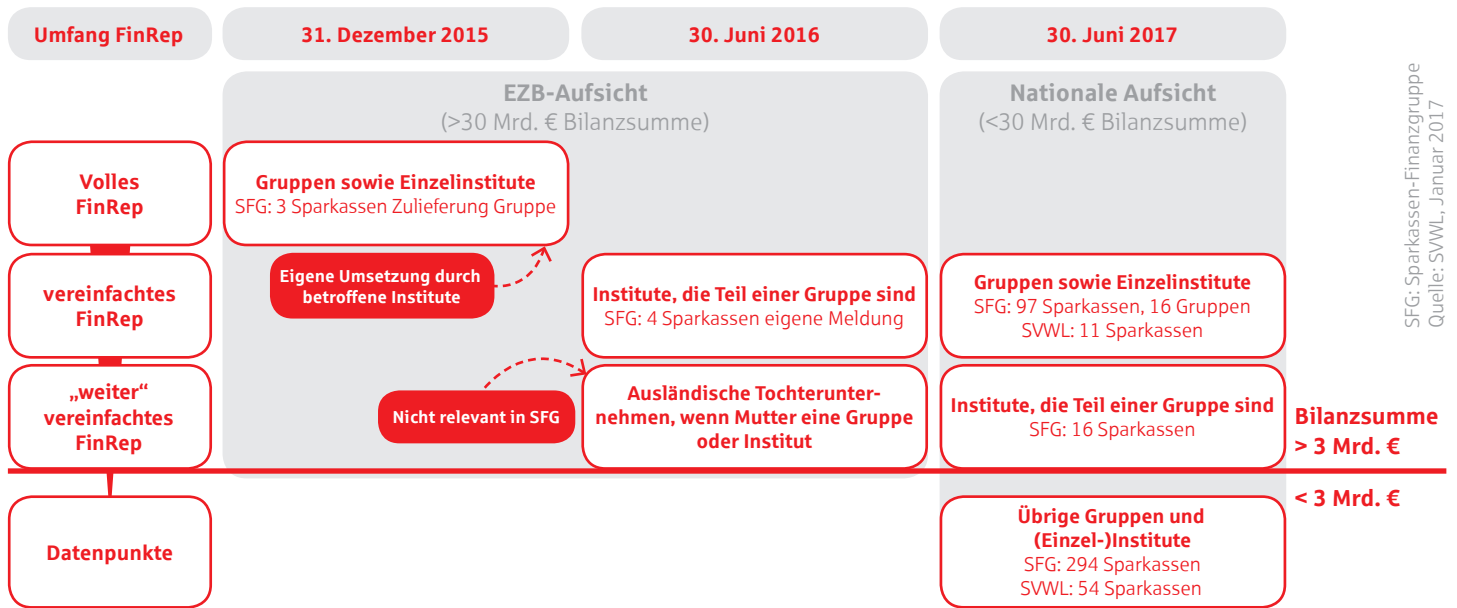 Umfang FinRep
31. Dezember 2015
30. Juni 2016
30. Juni 2017
EZB-Aufsicht
(>30 Mrd. € Bilanzsumme)
Nationale Aufsicht
(<30 Mrd. € Bilanzsumme)
Volles
FinRep
Gruppen sowie Einzelinstitute
SFG: 3 Sparkassen Zulieferung Gruppe
Eigene Umsetzung durch
betroffene Institute
vereinfachtes
FinRep
Institute, die Teil einer Gruppe sind
SFG: 4 Sparkassen eigene Meldung
Gruppen sowie Einzelinstitute
SFG: 97 Sparkassen, 16 Gruppen
SVWL: 11 Sparkassen
„weiter“
vereinfachtes
FinRep
Nicht relevant in SFG
Ausländische Tochterunter-
nehmen, wenn Mutter eine Gruppe
oder Institut
Institute, die Teil einer Gruppe sind
SFG: 16 Sparkassen
Bilanzsumme
> 3 Mrd. €
< 3 Mrd. €
Datenpunkte
Übrige Gruppen und
(Einzel-)Institute
SFG: 294 Sparkassen
SVWL: 54 Sparkassen
SFG: Sparkassen-Finanzgruppe
Quelle: SVWL, Januar 2017